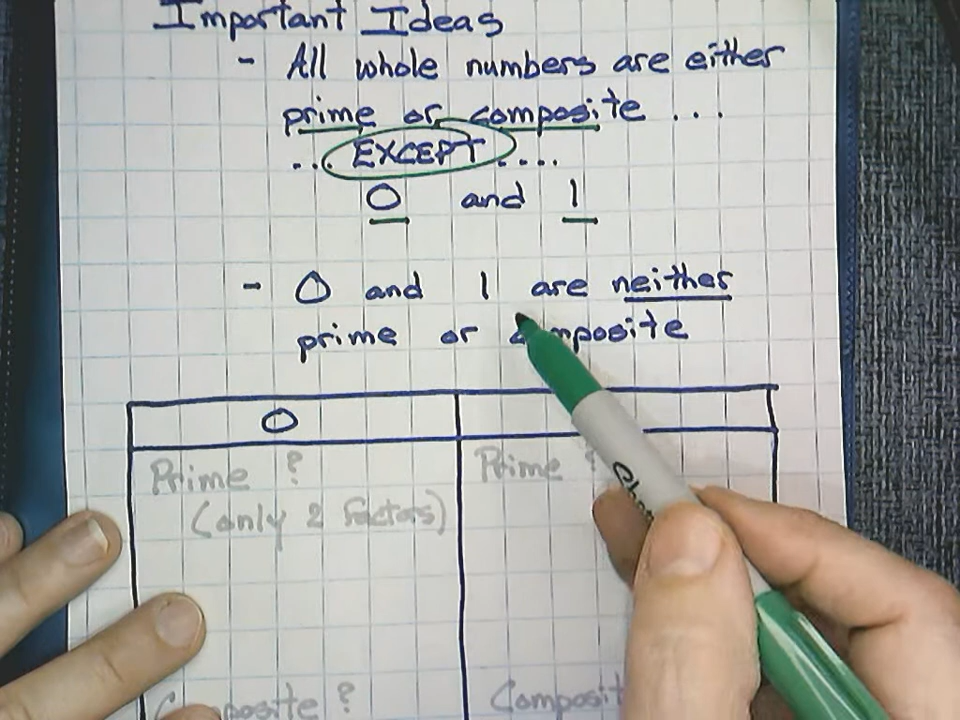 Important Ideas
- All whole numbers are either
prime or composite ...
... EXCEPT ....
0 and 1
- 0 and 1 are neither
prime or composite
0
Prime ? Prime ?
(only 2 factors)
Composite ?